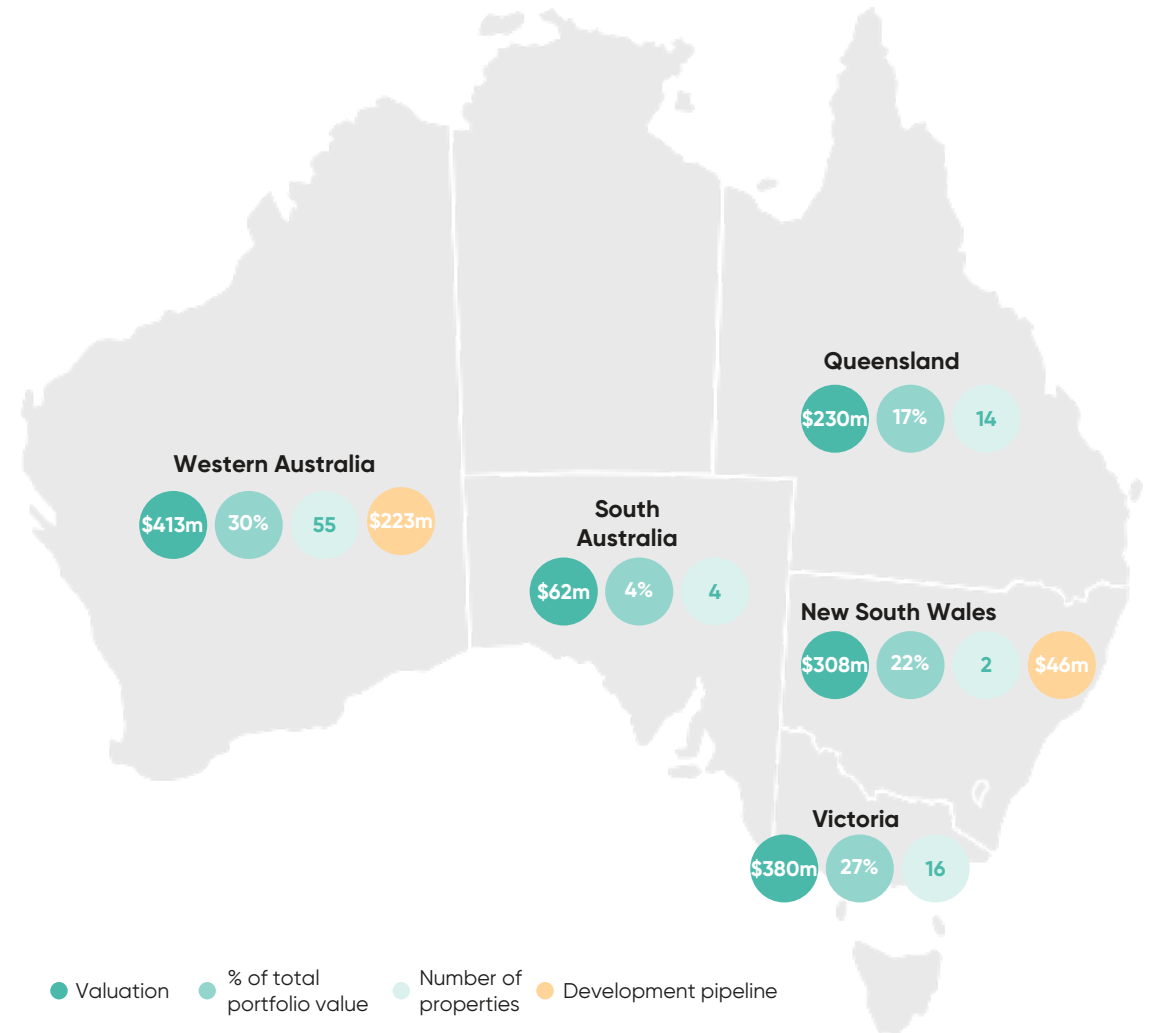 Queensland
$230m 17% 14
Western Australia
$413m 30% 55 $223m
South
Australia
$62m 4% 4
New South Wales
$308m 22% 2 $46m
Victoria
$380m 27% 16
Valuation
% of total
portfolio value
Number of
properties
Development pipeline